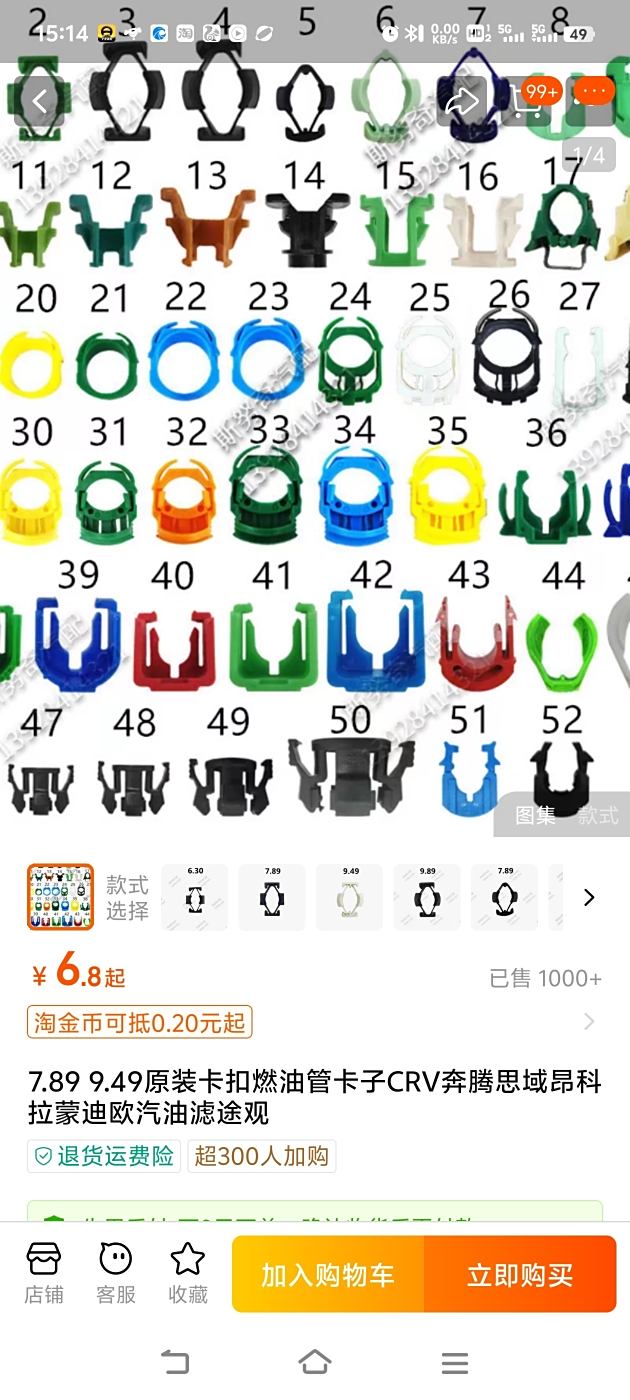 15:14
0.00 KB/s
HD 2
5G
5G
49
2 3 4 5 6 7 8
99+
1/4
11 12 13 14 15 16 17
20 21 22 23 24 25 26 27
30 31 32 33 34 35 36
39 40 41 42 43 44
47 48 49 50 51 52
斯努奇汽配
图集 款式
款式
选择
6.30 7.89 9.49 9.89 7.89
¥6.8起
已售 1000+
淘金币可抵0.20元起
7.89 9.49原装卡扣燃油管卡子CRV奔腾思域昂科
拉蒙迪欧汽油滤途观
退货运费险 超300人加购
店铺 客服 收藏 加入购物车 立即购买